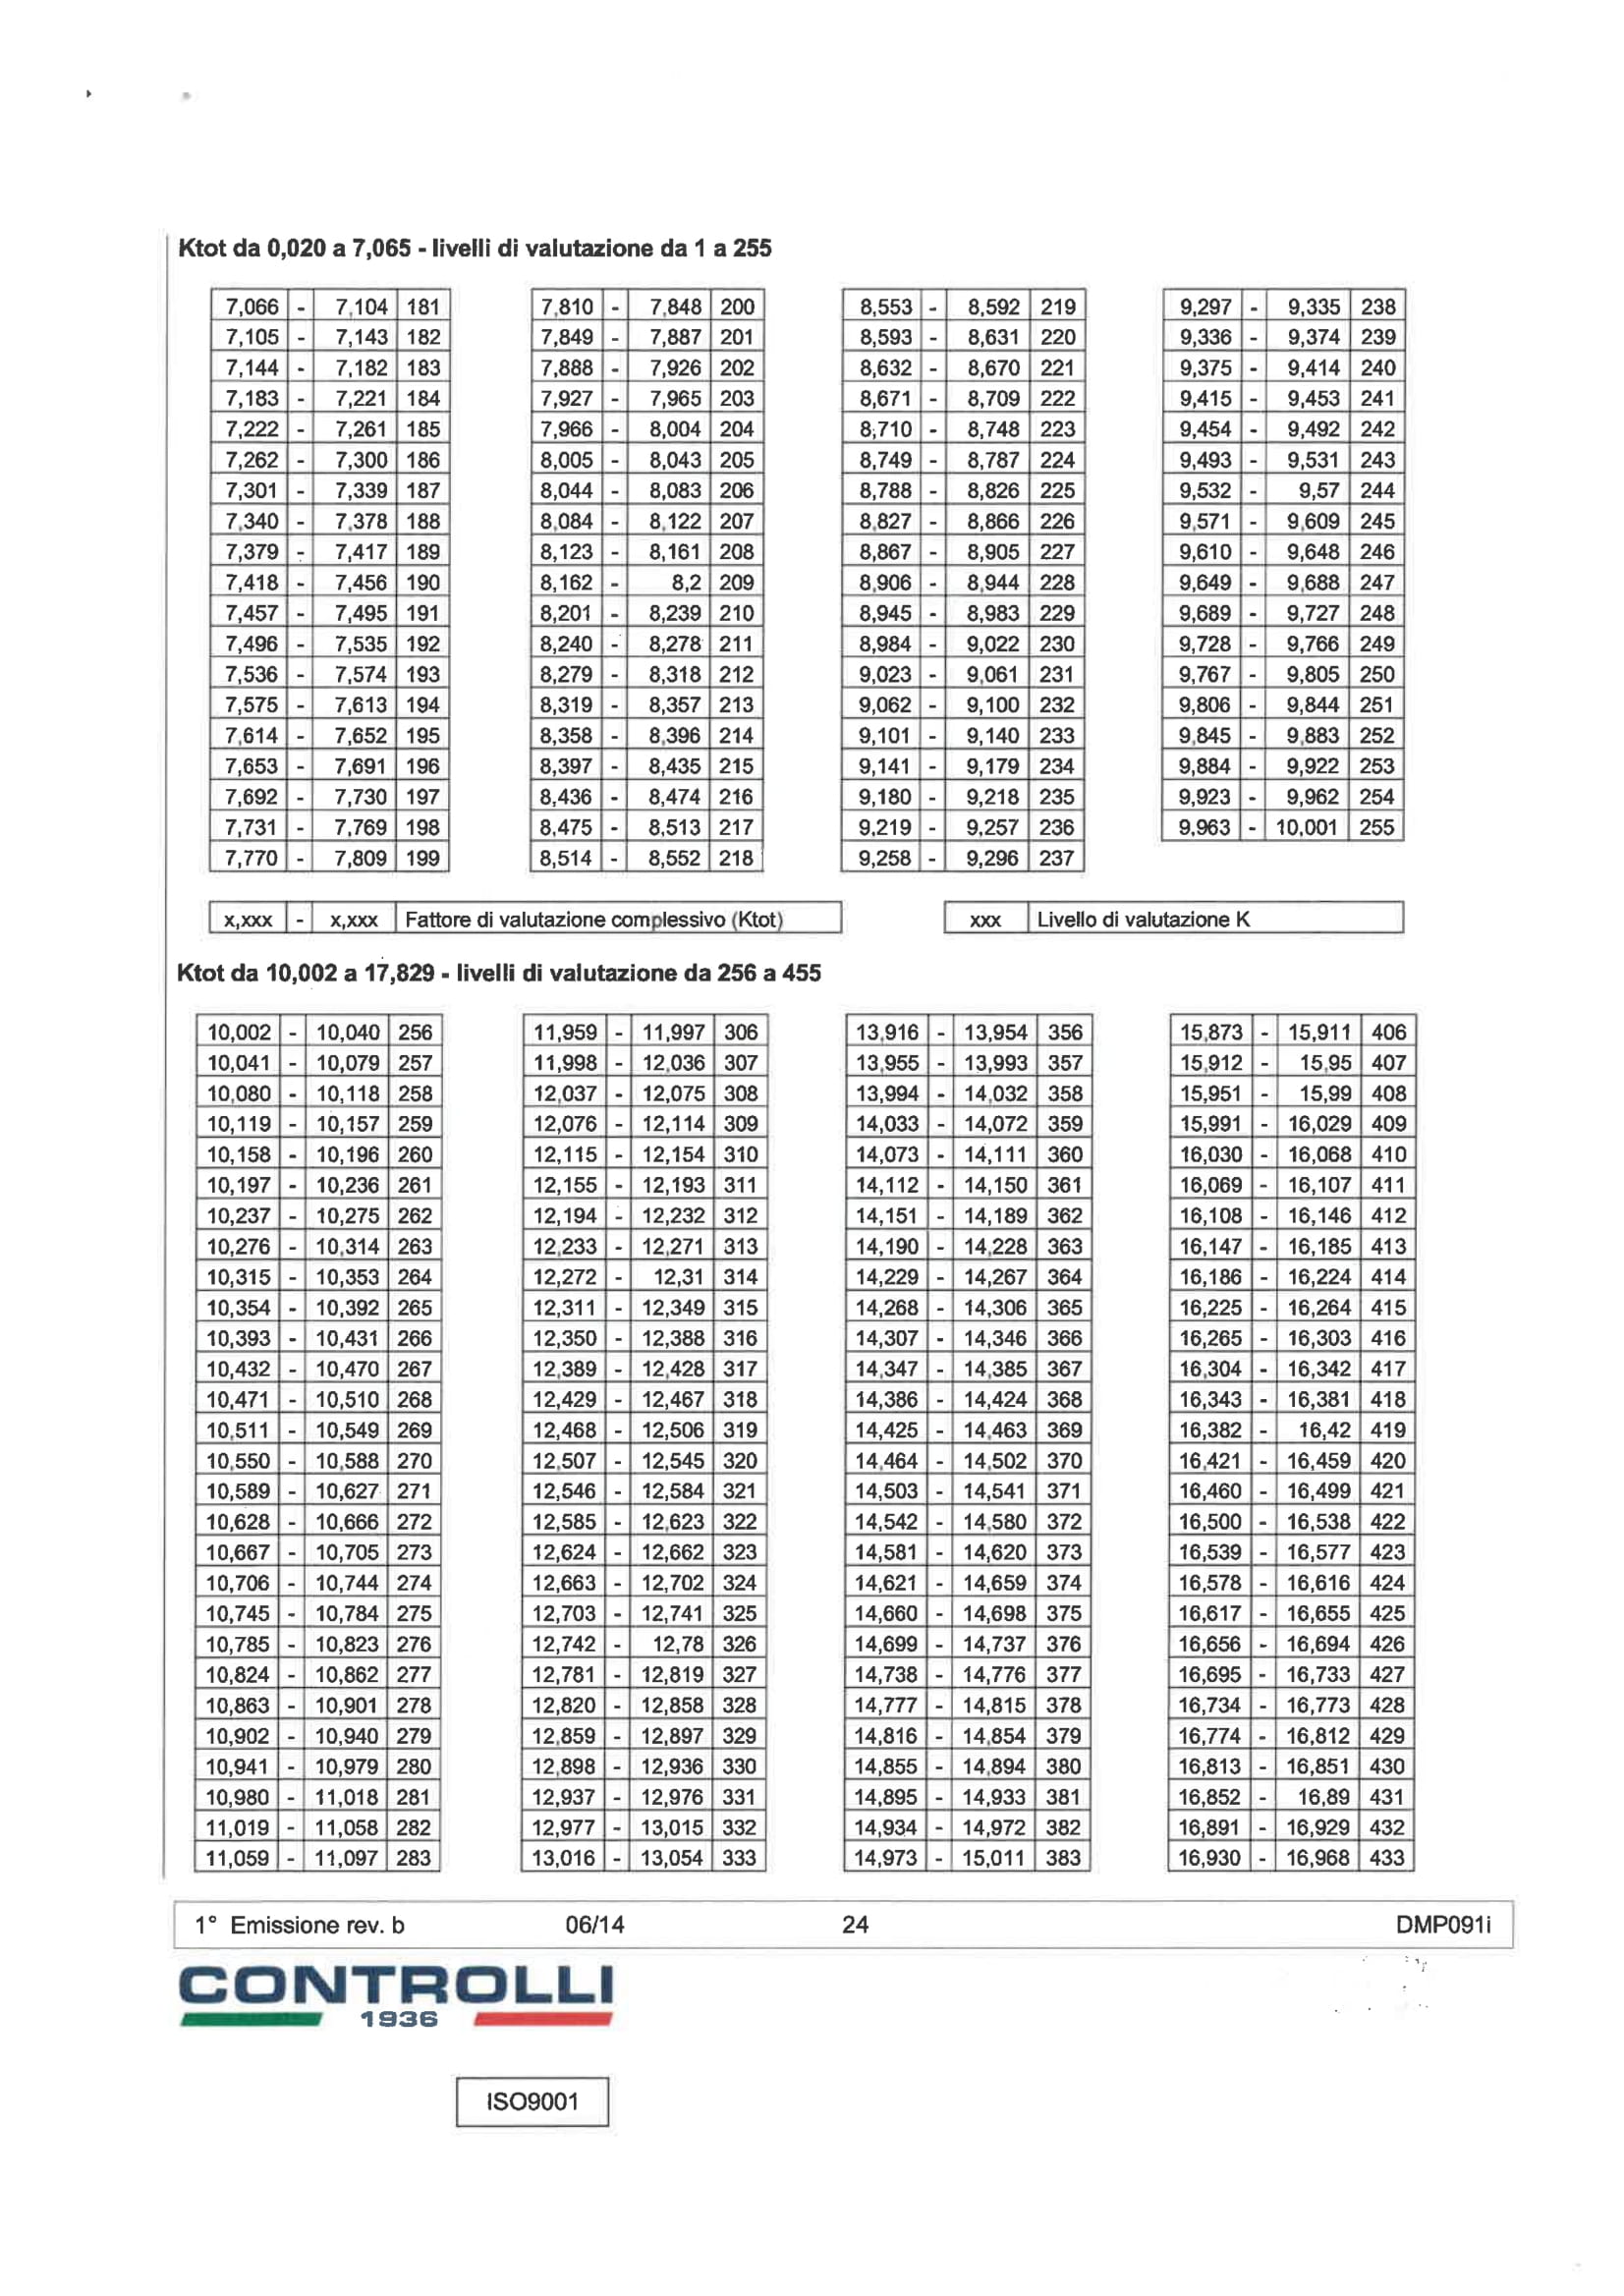 Ktot da 0,020 a 7,065 - livelli di valutazione da 1 a 255
7,066 - 7,104 181 7,810 - 7,848 200 8,553 - 8,592 219 9,297 - 9,335 238
7,105 - 7,143 182 7,849 - 7,887 201 8,593 - 8,631 220 9,336 - 9,374 239
7,144 - 7,182 183 7,888 - 7,926 202 8,632 - 8,670 221 9,375 - 9,414 240
7,183 - 7,221 184 7,927 - 7,965 203 8,671 - 8,709 222 9,415 - 9,453 241
7,222 - 7,261 185 7,966 - 8,004 204 8,710 - 8,748 223 9,454 - 9,492 242
7,262 - 7,300 186 8,005 - 8,043 205 8,749 - 8,787 224 9,493 - 9,531 243
7,301 - 7,339 187 8,044 - 8,083 206 8,788 - 8,826 225 9,532 - 9,57 244
7,340 - 7,378 188 8,084 - 8,122 207 8,827 - 8,866 226 9,571 - 9,609 245
7,379 - 7,417 189 8,123 - 8,161 208 8,867 - 8,905 227 9,610 - 9,648 246
7,418 - 7,456 190 8,162 - 8,2 209 8,906 - 8,944 228 9,649 - 9,688 247
7,457 - 7,495 191 8,201 - 8,239 210 8,945 - 8,983 229 9,689 - 9,727 248
7,496 - 7,535 192 8,240 - 8,278 211 8,984 - 9,022 230 9,728 - 9,766 249
7,536 - 7,574 193 8,279 - 8,318 212 9,023 - 9,061 231 9,767 - 9,805 250
7,575 - 7,613 194 8,319 - 8,357 213 9,062 - 9,100 232 9,806 - 9,844 251
7,614 - 7,652 195 8,358 - 8,396 214 9,101 - 9,140 233 9,845 - 9,883 252
7,653 - 7,691 196 8,397 - 8,435 215 9,141 - 9,179 234 9,884 - 9,922 253
7,692 - 7,730 197 8,436 - 8,474 216 9,180 - 9,218 235 9,923 - 9,962 254
7,731 - 7,769 198 8,475 - 8,513 217 9,219 - 9,257 236 9,963 - 10,001 255
7,770 - 7,809 199 8,514 - 8,552 218 9,258 - 9,296 237
x,xxx - x,xxx Fattore di valutazione complessivo (Ktot) xxx Livello di valutazione K
Ktot da 10,002 a 17,829 - livelli di valutazione da 256 a 455
10,002 - 10,040 256 11,959 - 11,997 306 13,916 - 13,954 356 15,873 - 15,911 406
10,041 - 10,079 257 11,998 - 12,036 307 13,955 - 13,993 357 15,912 - 15,95 407
10,080 - 10,118 258 12,037 - 12,075 308 13,994 - 14,032 358 15,951 - 15,99 408
10,119 - 10,157 259 12,076 - 12,114 309 14,033 - 14,072 359 15,991 - 16,029 409
10,158 - 10,196 260 12,115 - 12,154 310 14,073 - 14,111 360 16,030 - 16,068 410
10,197 - 10,236 261 12,155 - 12,193 311 14,112 - 14,150 361 16,069 - 16,107 411
10,237 - 10,275 262 12,194 - 12,232 312 14,151 - 14,189 362 16,108 - 16,146 412
10,276 - 10,314 263 12,233 - 12,271 313 14,190 - 14,228 363 16,147 - 16,185 413
10,315 - 10,353 264 12,272 - 12,31 314 14,229 - 14,267 364 16,186 - 16,224 414
10,354 - 10,392 265 12,311 - 12,349 315 14,268 - 14,306 365 16,225 - 16,264 415
10,393 - 10,431 266 12,350 - 12,388 316 14,307 - 14,346 366 16,265 - 16,303 416
10,432 - 10,470 267 12,389 - 12,428 317 14,347 - 14,385 367 16,304 - 16,342 417
10,471 - 10,510 268 12,429 - 12,467 318 14,386 - 14,424 368 16,343 - 16,381 418
10,511 - 10,549 269 12,468 - 12,506 319 14,425 - 14,463 369 16,382 - 16,42 419
10,550 - 10,588 270 12,507 - 12,545 320 14,464 - 14,502 370 16,421 - 16,459 420
10,589 - 10,627 271 12,546 - 12,584 321 14,503 - 14,541 371 16,460 - 16,499 421
10,628 - 10,666 272 12,585 - 12,623 322 14,542 - 14,580 372 16,500 - 16,538 422
10,667 - 10,705 273 12,624 - 12,662 323 14,581 - 14,620 373 16,539 - 16,577 423
10,706 - 10,744 274 12,663 - 12,702 324 14,621 - 14,659 374 16,578 - 16,616 424
10,745 - 10,784 275 12,703 - 12,741 325 14,660 - 14,698 375 16,617 - 16,655 425
10,785 - 10,823 276 12,742 - 12,78 326 14,699 - 14,737 376 16,656 - 16,694 426
10,824 - 10,862 277 12,781 - 12,819 327 14,738 - 14,776 377 16,695 - 16,733 427
10,863 - 10,901 278 12,820 - 12,858 328 14,777 - 14,815 378 16,734 - 16,773 428
10,902 - 10,940 279 12,859 - 12,897 329 14,816 - 14,854 379 16,774 - 16,812 429
10,941 - 10,979 280 12,898 - 12,936 330 14,855 - 14,894 380 16,813 - 16,851 430
10,980 - 11,018 281 12,937 - 12,976 331 14,895 - 14,933 381 16,852 - 16,89 431
11,019 - 11,058 282 12,977 - 13,015 332 14,934 - 14,972 382 16,891 - 16,929 432
11,059 - 11,097 283 13,016 - 13,054 333 14,973 - 15,011 383 16,930 - 16,968 433
1° Emissione rev. b 06/14 24 DMP091i
CONTROLLI
1936
ISO9001